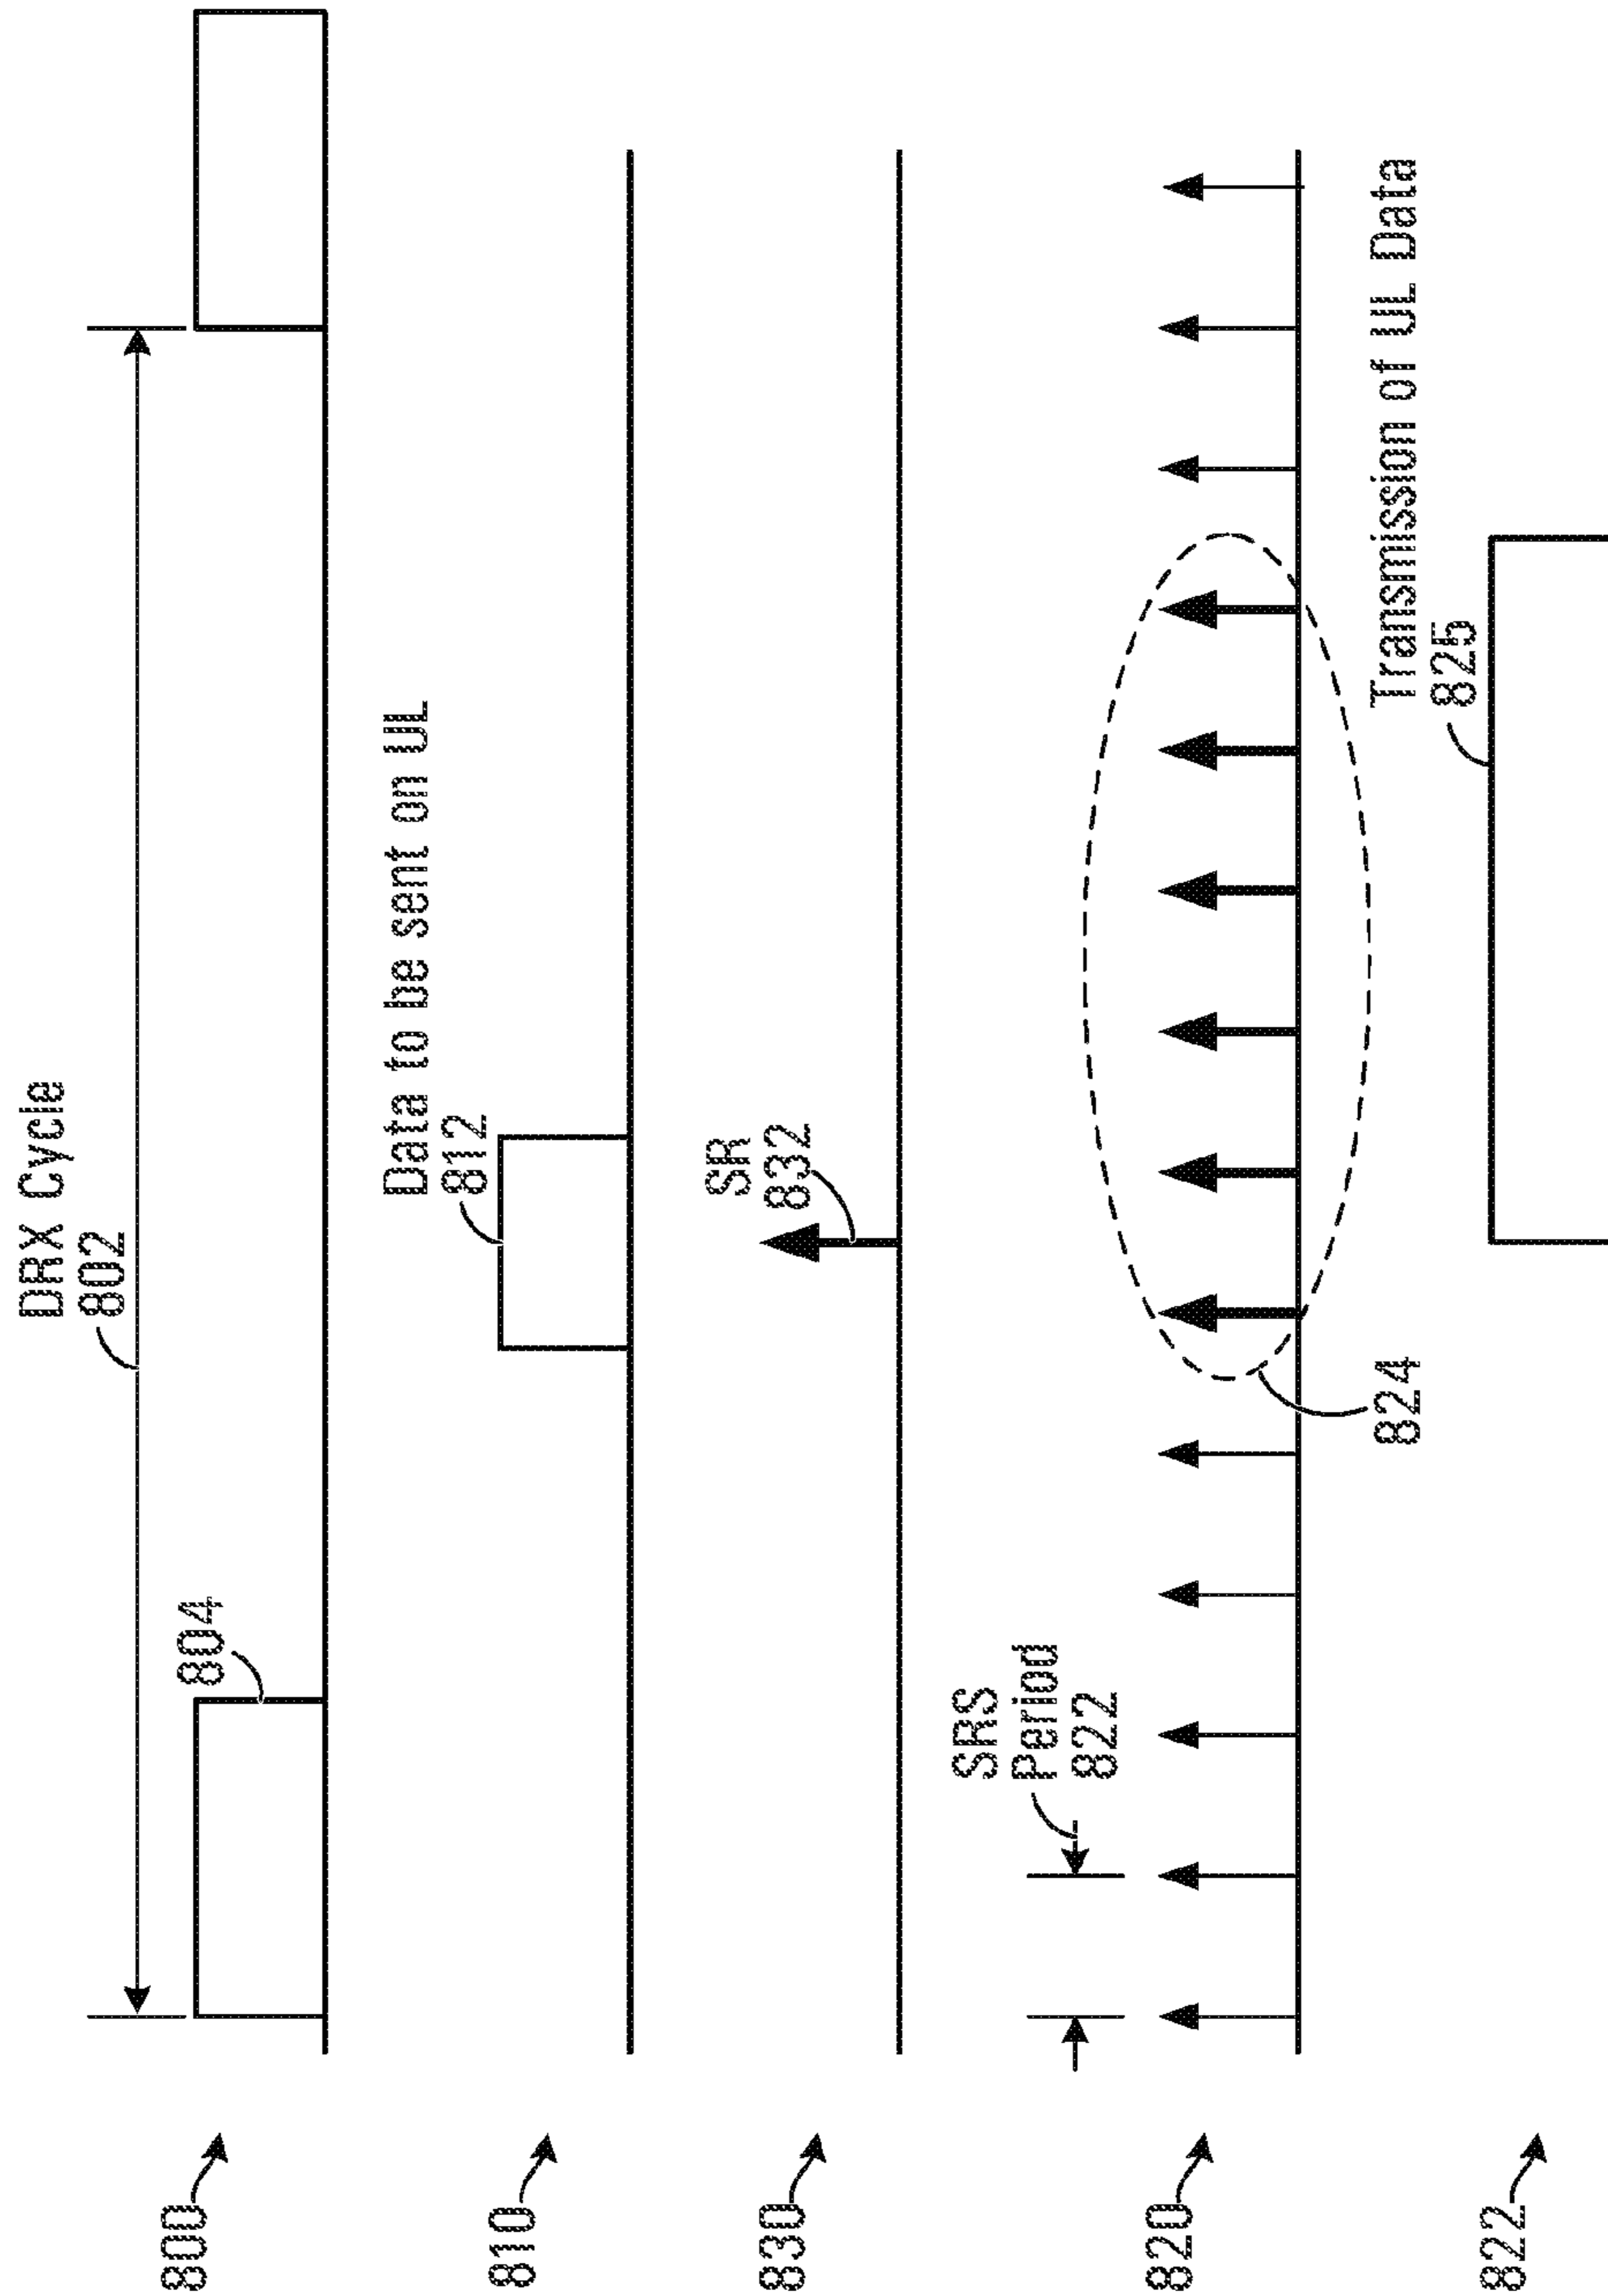 DRX Cycle
802
804
800
Data to be sent on UL
812
810
SR
832
830
SRS
Period
822
824
820
Transmission of UL Data
825
822